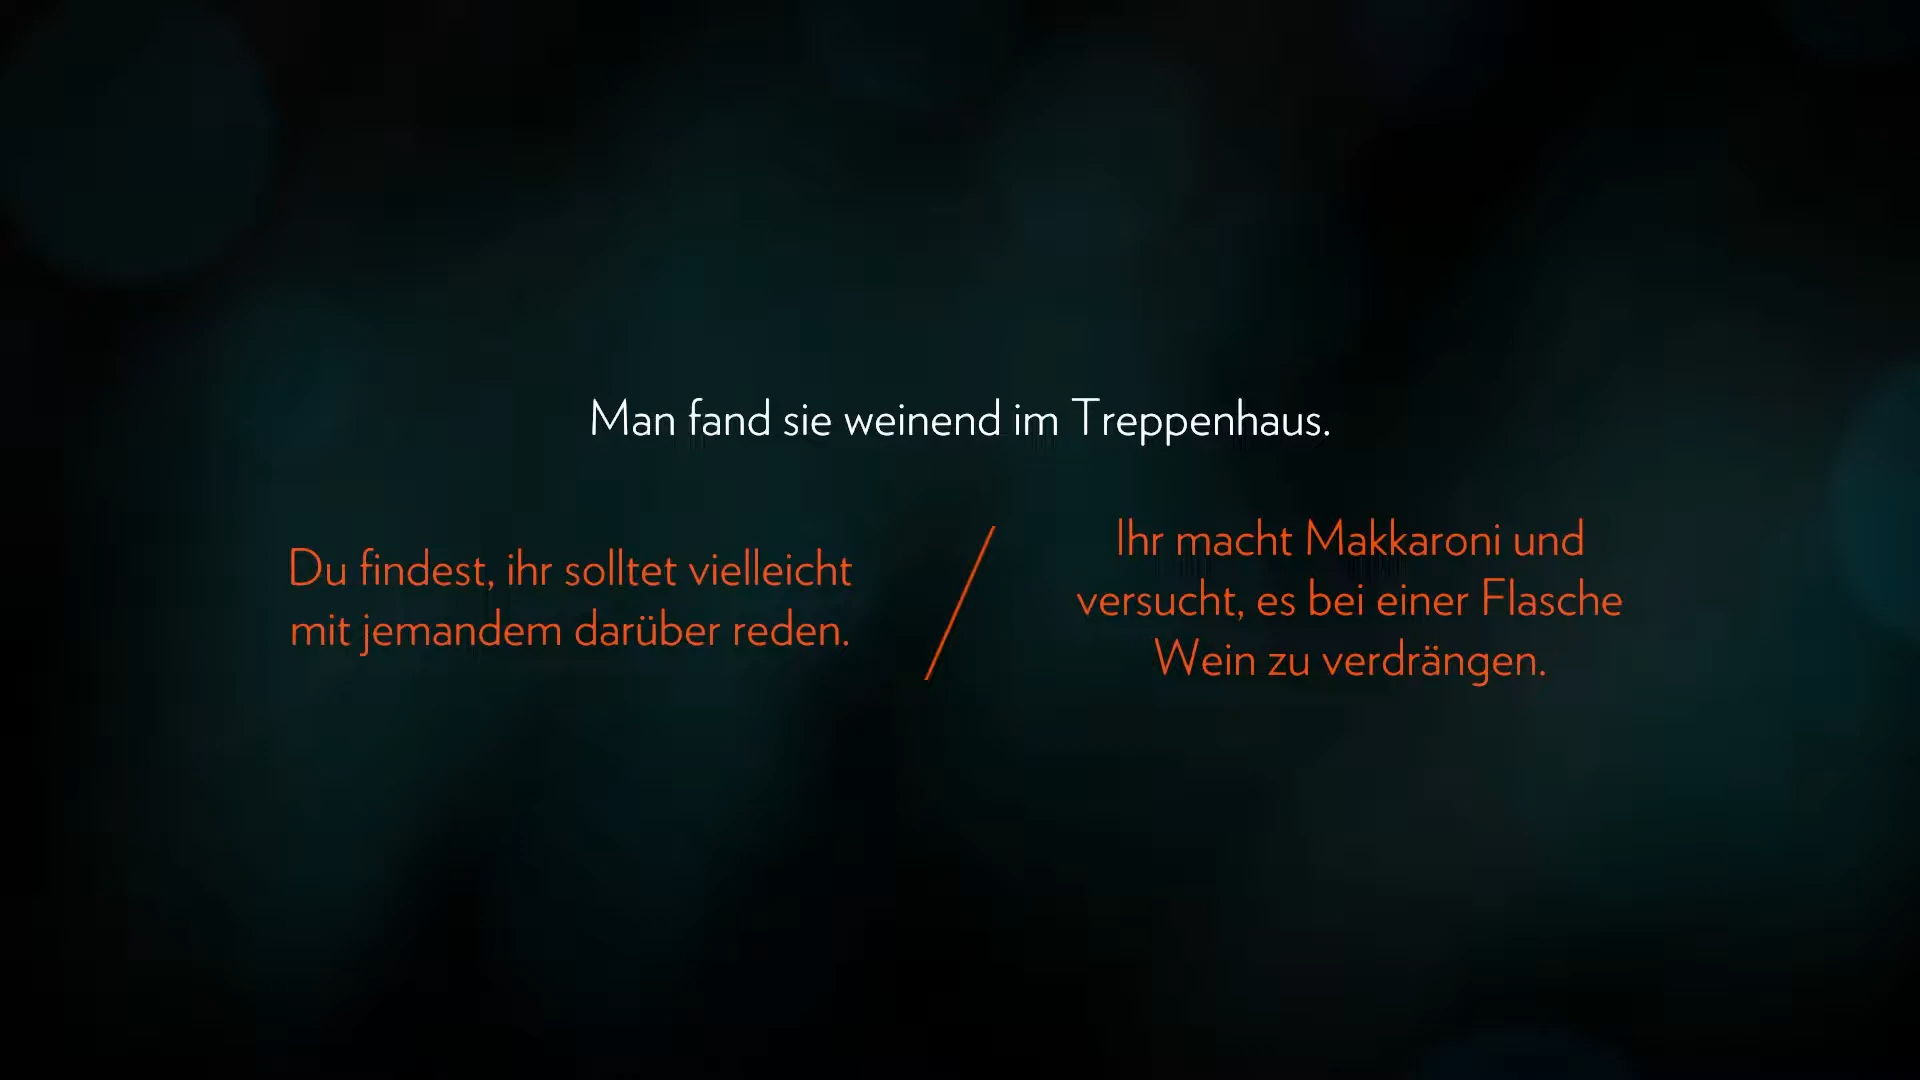 Man fand sie weinend im Treppenhaus.
Du findest, ihr solltet vielleicht
mit jemandem darüber reden.
/
Ihr macht Makkaroni und
versucht, es bei einer Flasche
Wein zu verdrängen.